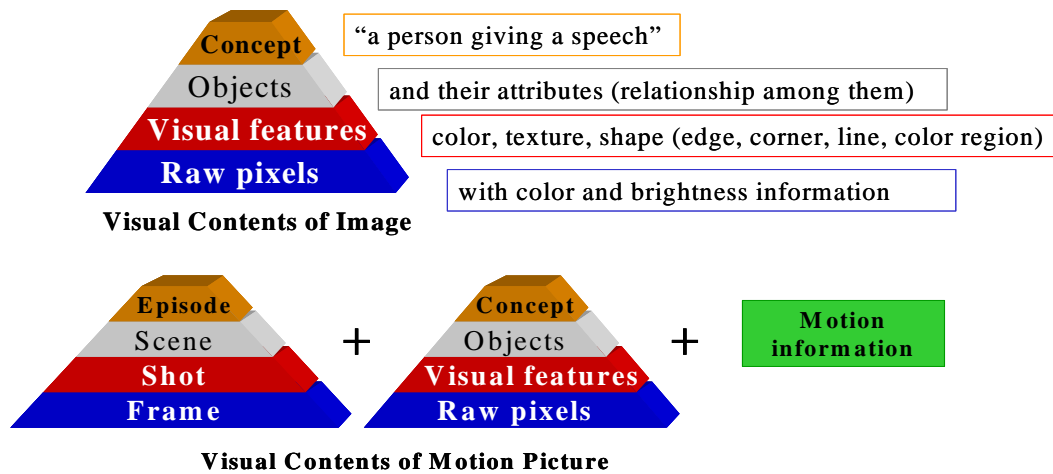 Concept
“a person giving a speech”
Objects
and their attributes (relationship among them)
Visual features
color, texture, shape (edge, corner, line, color region)
Raw pixels
with color and brightness information
Visual Contents of Image
Episode
Scene
Shot
Frame
+
Concept
Objects
Visual features
Raw pixels
+
Motion
information
Visual Contents of Motion Picture